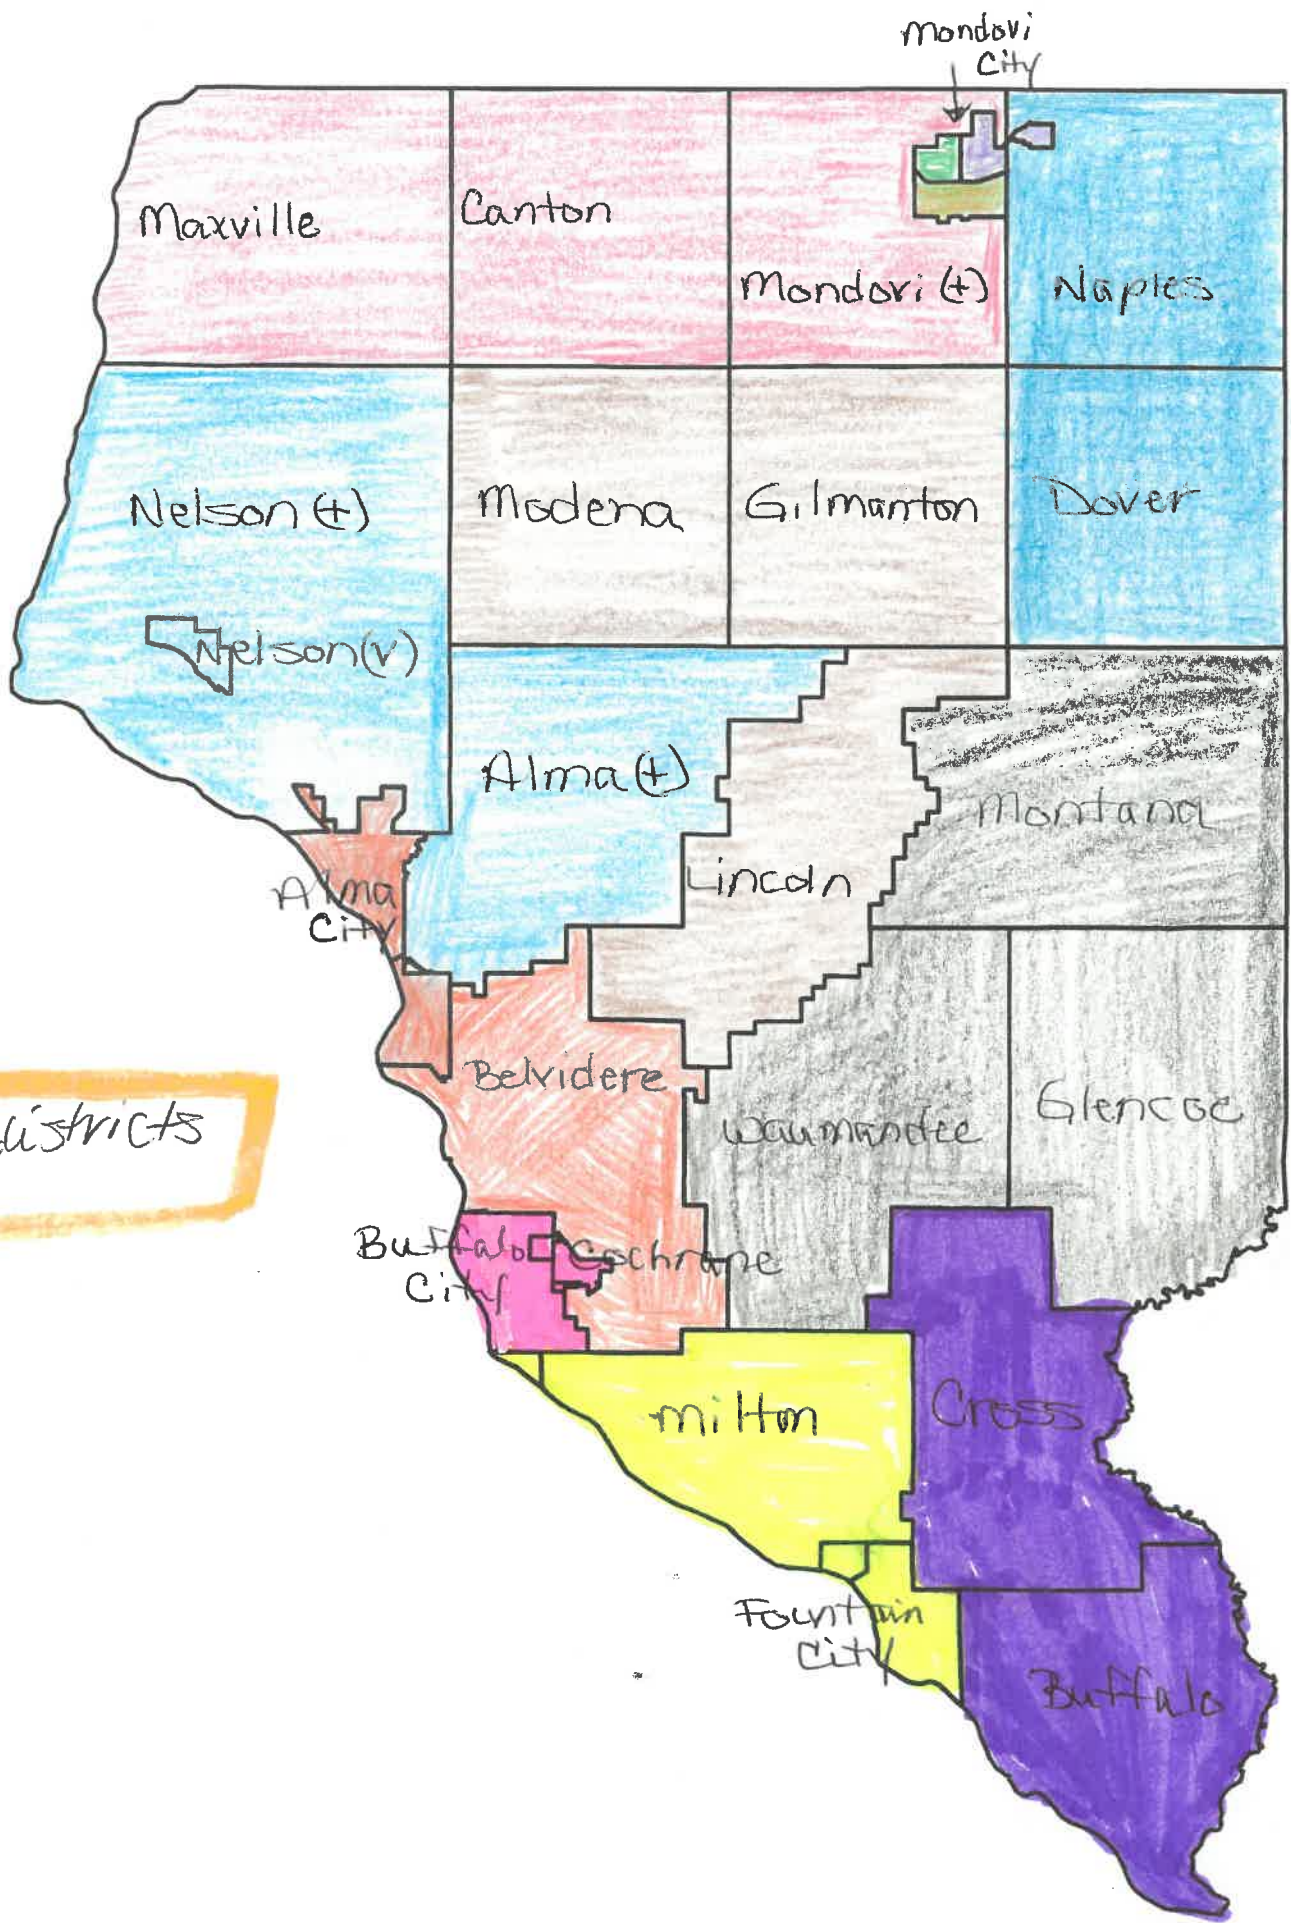 Mondovi
City
Maxville
Canton
Mondovi (t)
Naples
Nelson (t)
Modena
Gilmanton
Dover
Nelson(v)
Alma (t)
Montana
Lincoln
Alma
City
Belvidere
Waumandee
Glencoe
districts
Buffalo
City
Cochrane
Milton
Cross
Fountain
City
Buffalo